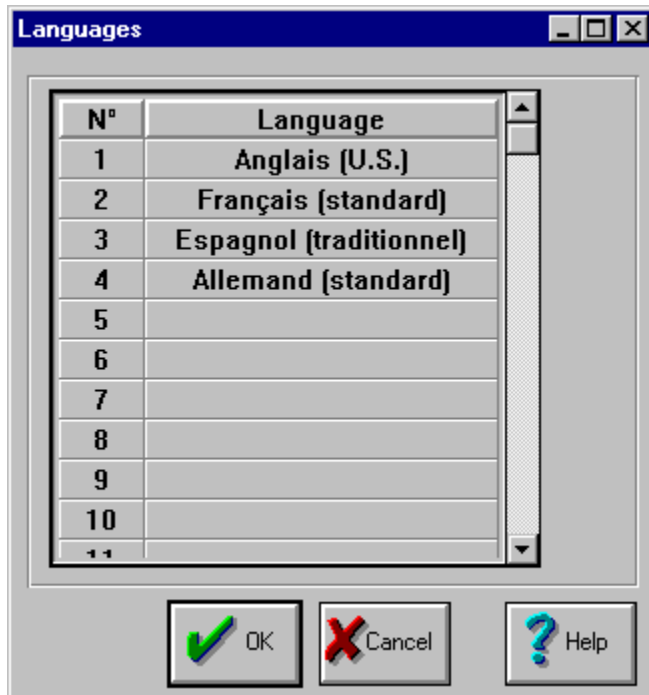 Languages
N° Language
1 Anglais (U.S.)
2 Français (standard)
3 Espagnol (traditionnel)
4 Allemand (standard)
5
6
7
8
9
10
11
OK Cancel Help